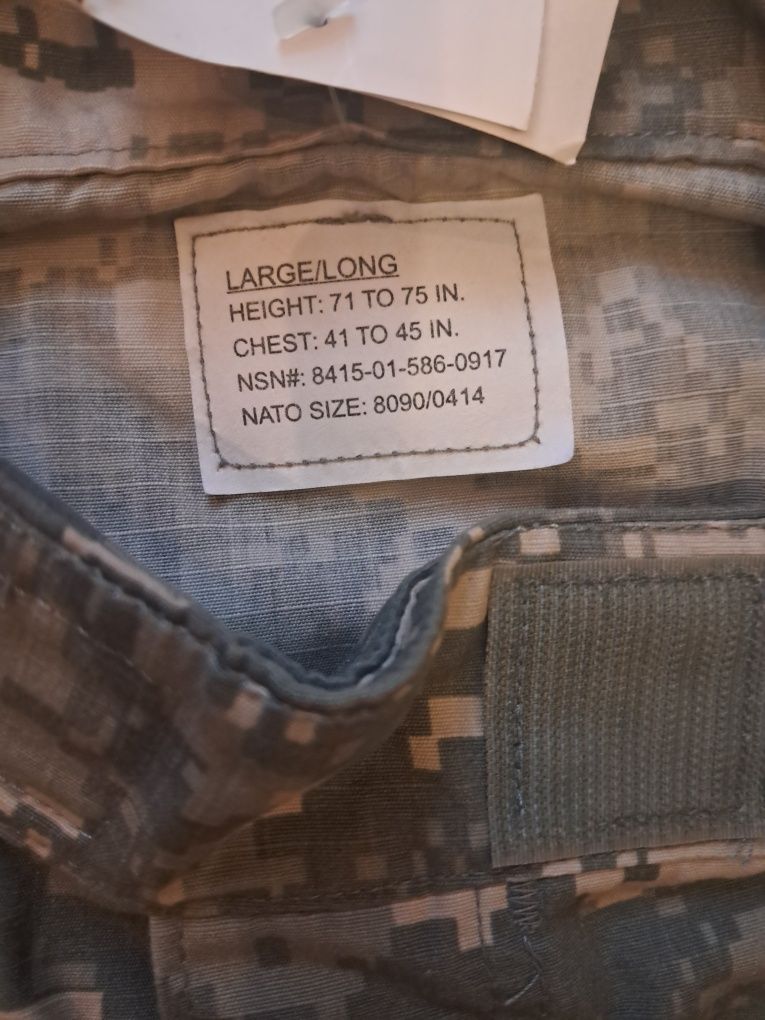 LARGE/LONG
HEIGHT: 71 TO 75 IN.
CHEST: 41 TO 45 IN.
NSN#: 8415-01-586-0917
NATO SIZE: 8090/0414